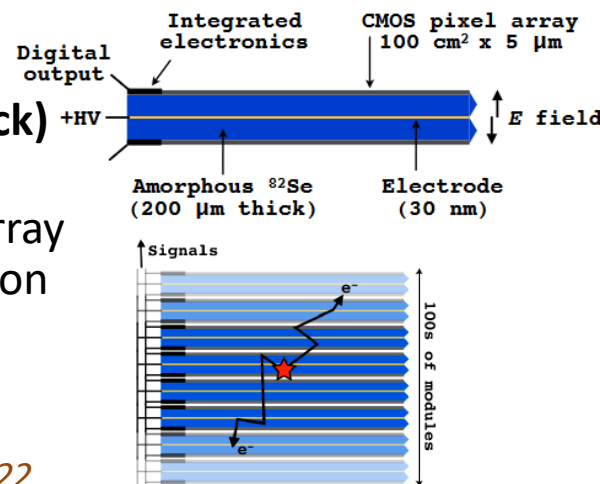 Integrated
electronics
CMOS pixel array
100 cm² x 5 µm
Digital
output
ck)
+HV
E field
Amorphous ⁸²Se
(200 µm thick)
Electrode
(30 nm)
rray
on
Signals
e⁻
100s of modules
e⁻
22